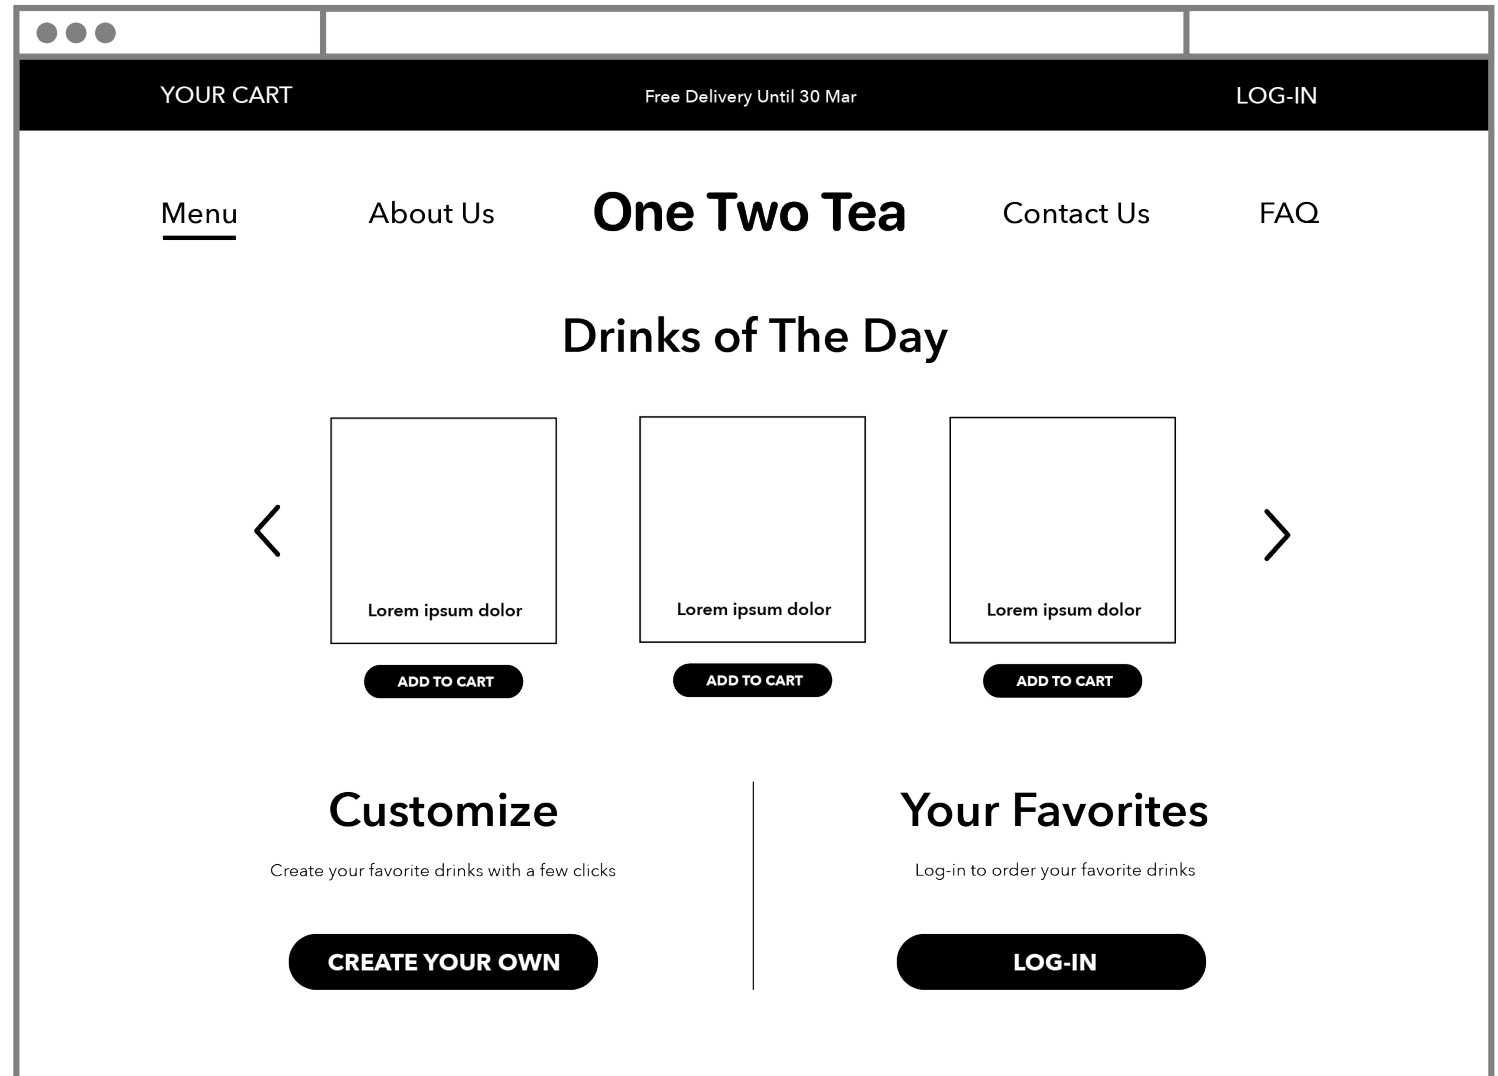 YOUR CART
Free Delivery Until 30 Mar
LOG-IN
Menu
About Us
One Two Tea
Contact Us
FAQ
Drinks of The Day
Lorem ipsum dolor
Lorem ipsum dolor
Lorem ipsum dolor
ADD TO CART
ADD TO CART
ADD TO CART
Customize
Create your favorite drinks with a few clicks
CREATE YOUR OWN
Your Favorites
Log-in to order your favorite drinks
LOG-IN